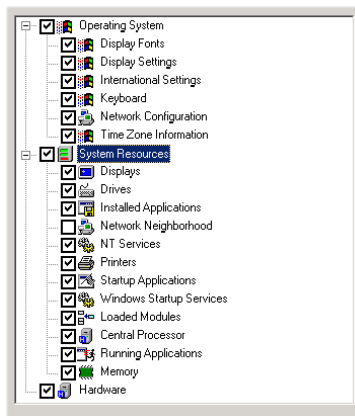 Operating System
Display Fonts
Display Settings
International Settings
Keyboard
Network Configuration
Time Zone Information
System Resources
Displays
Drives
Installed Applications
Network Neighborhood
NT Services
Printers
Startup Applications
Windows Startup Services
Loaded Modules
Central Processor
Running Applications
Memory
Hardware